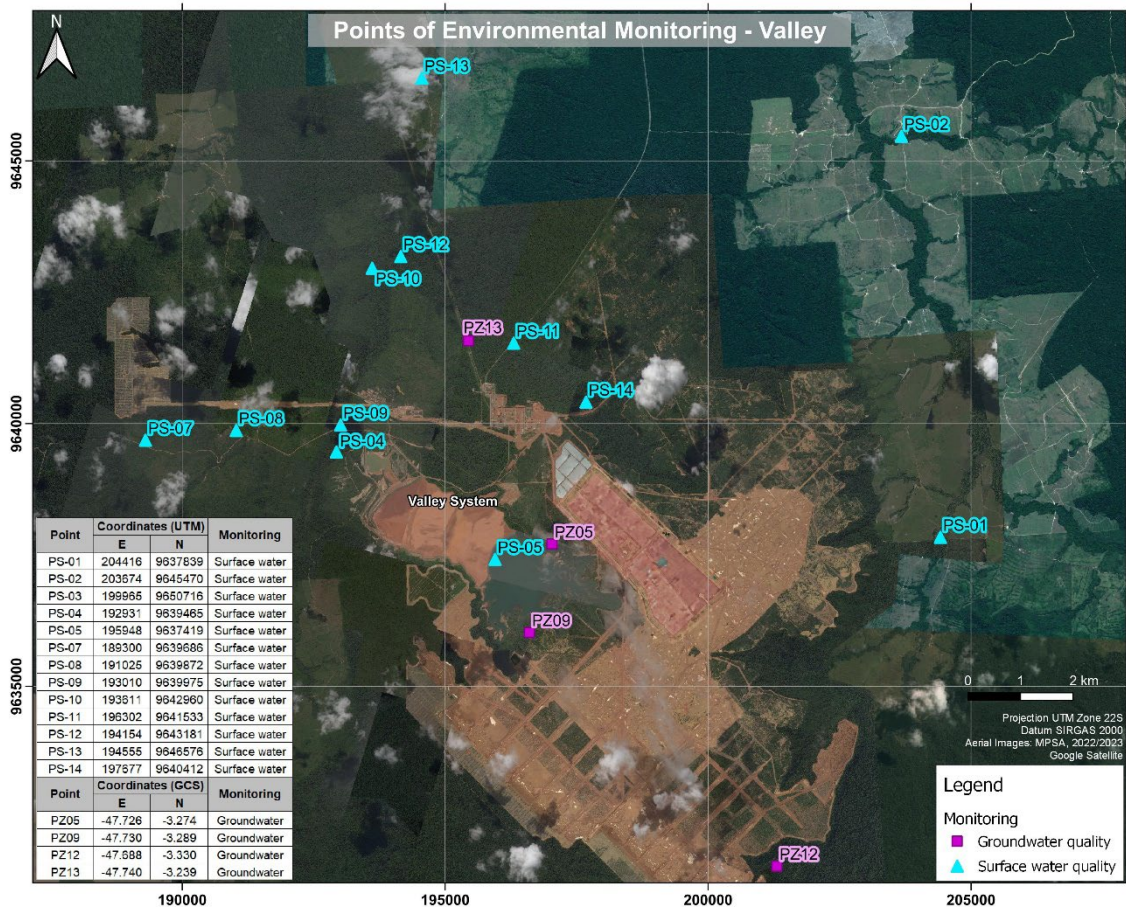 Points of Environmental Monitoring - Valley
N
PS-13
PS-02
PS-12
PS-10
PZ13
PS-11
PS-14
PS-09
PS-08
PS-07
PS-04
Valley System
PZ05
PS-05
PS-01
PZ09
PZ12
9645000
9640000
9635000
190000
195000
200000
205000
Point Coordinates (UTM) Monitoring
E N
PS-01 204416 9637839 Surface water
PS-02 203674 9645470 Surface water
PS-03 199965 9650716 Surface water
PS-04 192931 9639465 Surface water
PS-05 195948 9637419 Surface water
PS-07 189300 9639686 Surface water
PS-08 191025 9639872 Surface water
PS-09 193010 9639975 Surface water
PS-10 193611 9642960 Surface water
PS-11 196302 9641533 Surface water
PS-12 194154 9643181 Surface water
PS-13 194555 9646576 Surface water
PS-14 197677 9640412 Surface water
Point Coordinates (GCS) Monitoring
E N
PZ05 -47.726 -3.274 Groundwater
PZ09 -47.730 -3.289 Groundwater
PZ12 -47.688 -3.330 Groundwater
PZ13 -47.740 -3.239 Groundwater
0 1 2 km
Projection UTM Zone 22S
Datum SIRGAS 2000
Aerial Images: MPSA, 2022/2023
Google Satellite
Legend
Monitoring
Groundwater quality
Surface water quality